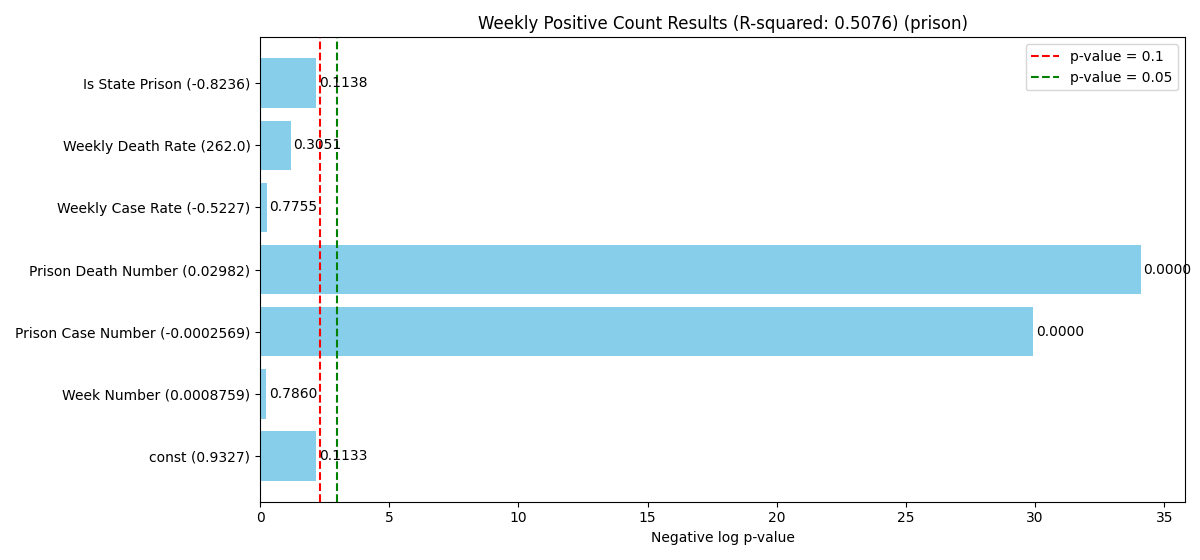 Weekly Positive Count Results (R-squared: 0.5076) (prison)
p-value = 0.1
p-value = 0.05
Is State Prison (-0.8236)
0.1138
Weekly Death Rate (262.0)
0.3051
Weekly Case Rate (-0.5227)
0.7755
Prison Death Number (0.02982)
0.0000
Prison Case Number (-0.0002569)
0.0000
Week Number (0.0008759)
0.7860
const (0.9327)
0.1133
0 5 10 15 20 25 30 35
Negative log p-value